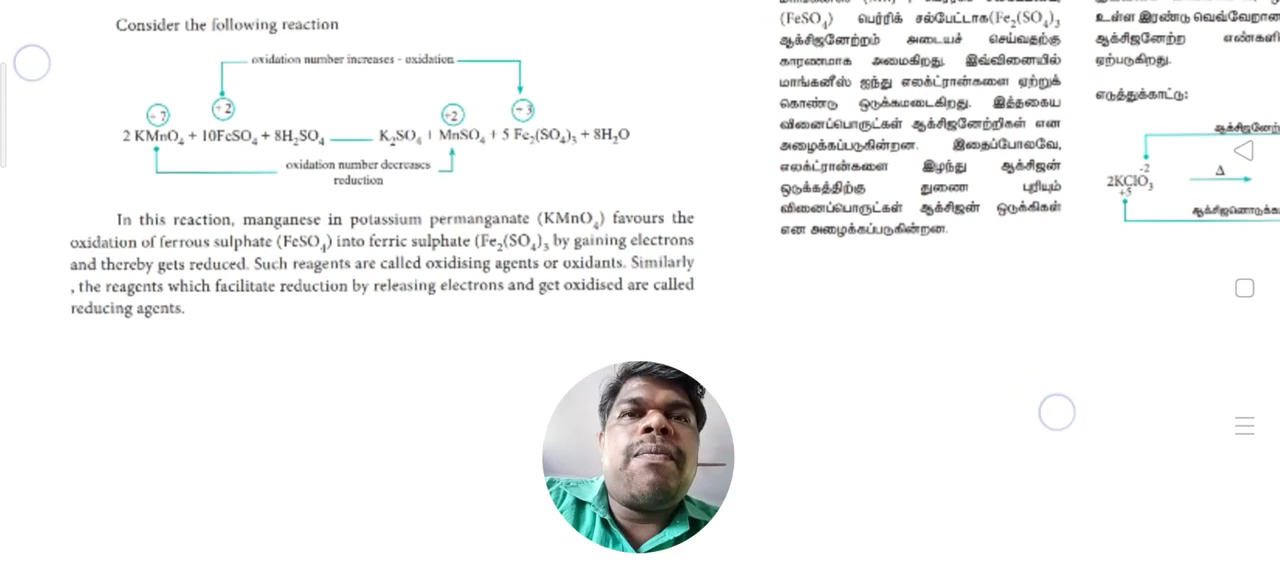 Consider the following reaction
oxidation number increases - oxidation
+7 +2 +2 +3
2 KMnO4 + 10FeSO4 + 8H2SO4 K2SO4 + MnSO4 + 5 Fe2(SO4)3 + 8H2O
oxidation number decreases
reduction
In this reaction, manganese in potassium permanganate (KMnO4) favours the
oxidation of ferrous sulphate (FeSO4) into ferric sulphate (Fe2(SO4)3 by gaining electrons
and thereby gets reduced. Such reagents are called oxidising agents or oxidants. Similarly
, the reagents which facilitate reduction by releasing electrons and get oxidised are called
reducing agents.
(FeSO4) பெர்ரிக் சல்பேட்டாக(Fe2(SO4)3
ஆக்சிஜனேற்றம் அடையச் செய்வதற்கு
காரணமாக அமைகிறது. இவ்வினையில்
மாங்கனீஸ் ஐந்து எலக்ட்ரான்களை ஏற்றுக்
கொண்டு ஒடுக்கமடைகிறது. இத்தகைய
வினைப்பொருட்கள் ஆக்சிஜனேற்றிகள் என
அழைக்கப்படுகின்றன. இதைப்போலவே,
எலக்ட்ரான்களை இழந்து ஆக்சிஜன்
ஒடுக்கத்திற்கு துணை புரியும்
வினைப்பொருட்கள் ஆக்சிஜன் ஒடுக்கிகள்
என அழைக்கப்படுகின்றன.
உள்ள இரண்டு வெவ்வேறான
ஆக்சிஜனேற்ற எண்களி
ஏற்படுகிறது.
எடுத்துக்காட்டு:
ஆக்சிஜனே
-2
2KClO3 Δ
+5
ஆக்சிஜனொடுக்க